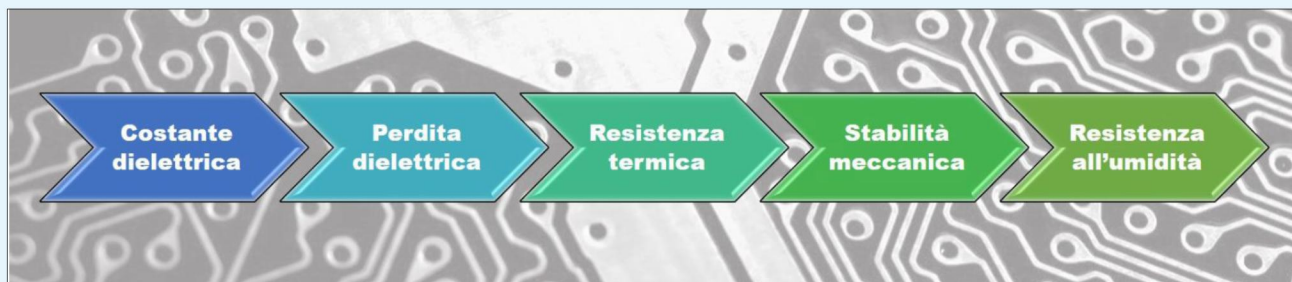 Costante
dielettrica
Perdita
dielettrica
Resistenza
termica
Stabilità
meccanica
Resistenza
all’umidità